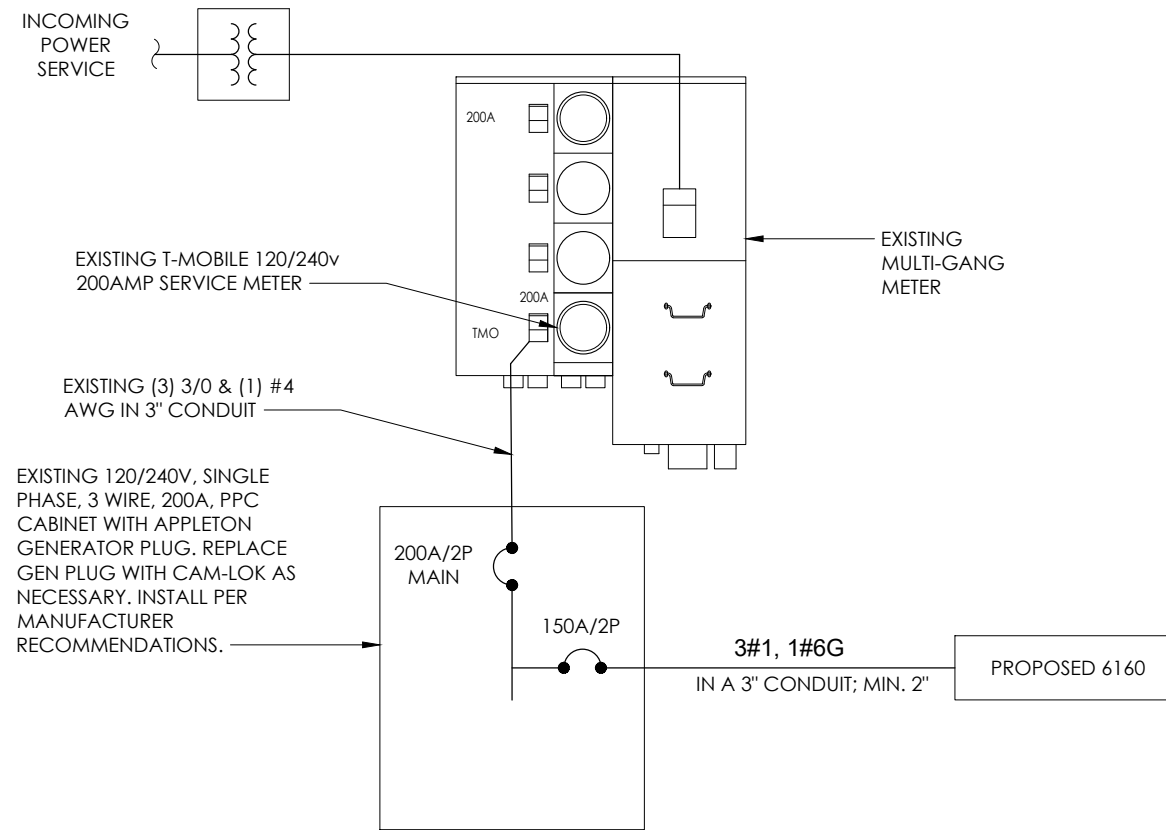 INCOMING
POWER
SERVICE
200A
EXISTING T-MOBILE 120/240v
200AMP SERVICE METER
200A
TMO
EXISTING
MULTI-GANG
METER
EXISTING (3) 3/0 & (1) #4
AWG IN 3" CONDUIT
EXISTING 120/240V, SINGLE
PHASE, 3 WIRE, 200A, PPC
CABINET WITH APPLETON
GENERATOR PLUG. REPLACE
GEN PLUG WITH CAM-LOK AS
NECESSARY. INSTALL PER
MANUFACTURER
RECOMMENDATIONS.
200A/2P
MAIN
150A/2P
3#1, 1#6G
IN A 3" CONDUIT; MIN. 2"
PROPOSED 6160